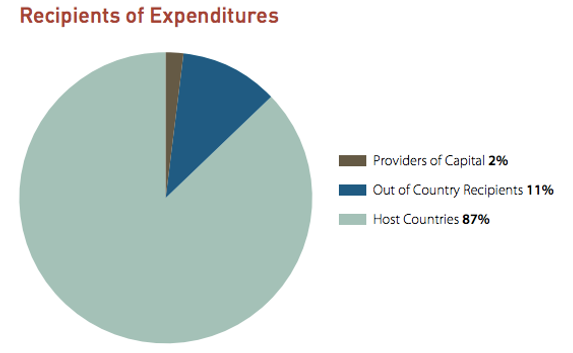 Recipients of Expenditures
Providers of Capital 2%
Out of Country Recipients 11%
Host Countries 87%